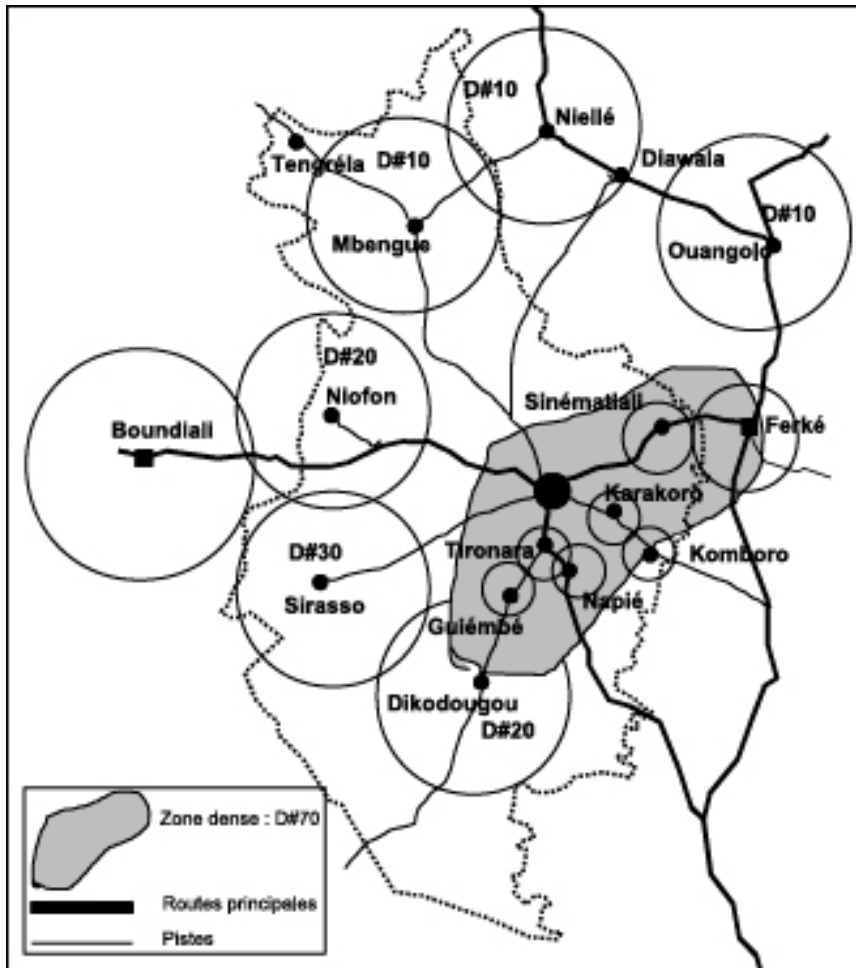 D#10
Niellé
D#10
Tengréla
Diawala
D#10
Mbengue
Ouangolo
D#20
Niofon
Sinématiali
Boundiali
Ferké
Karakoro
D#30
Tironara
Komboro
Sirasso
Napié
Guiémbé
Dikodougou
D#20
Zone dense : D#70
Routes principales
Pistes